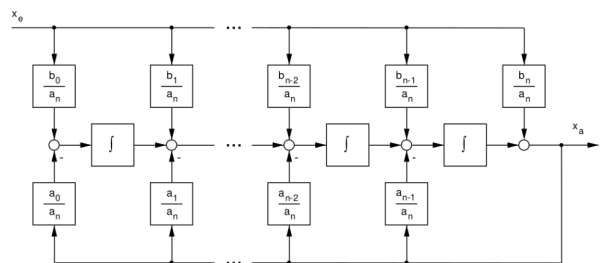 x_e
b_0/a_n b_1/a_n ... b_{n-2}/a_n b_{n-1}/a_n b_n/a_n
∫ ... ∫ ∫ x_a
- - - -
a_0/a_n a_1/a_n a_{n-2}/a_n a_{n-1}/a_n